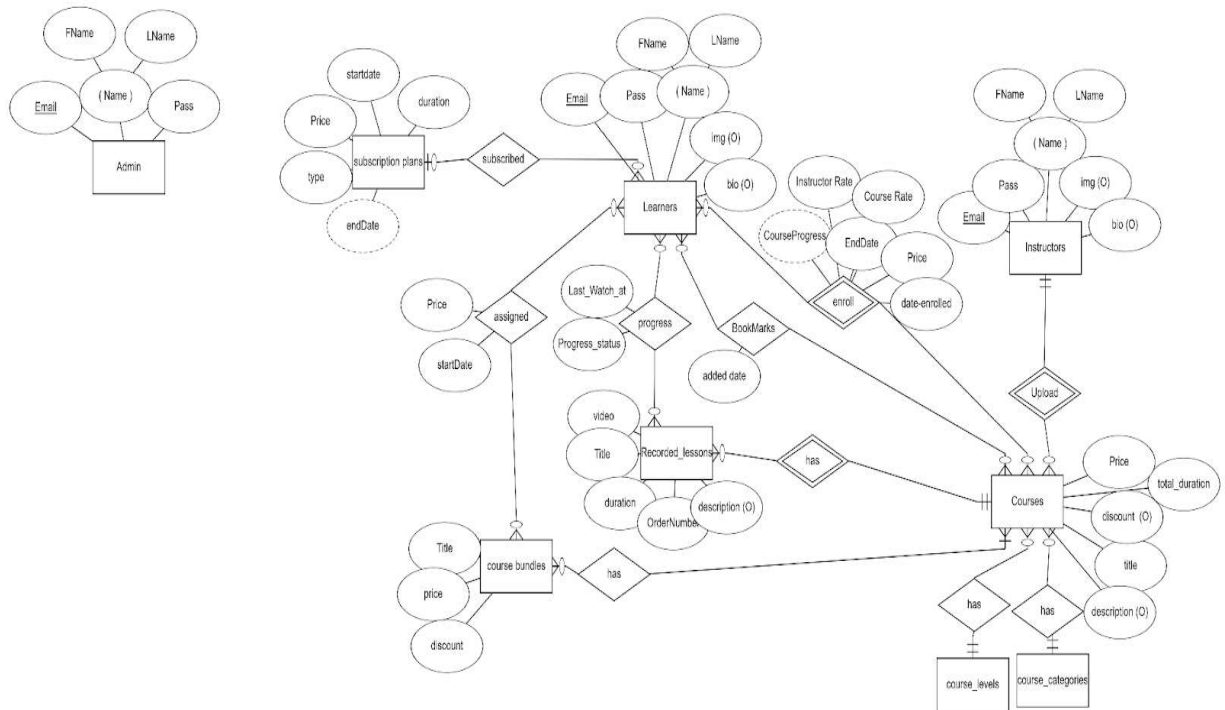 FName
LName
( Name )
Email
Pass
Admin
startdate
duration
Price
type
subscription plans
endDate
subscribed
FName
LName
Email
Pass
( Name )
img (O)
bio (O)
Learners
Instructor Rate
Course Rate
CourseProgress
EndDate
Price
date-enrolled
enroll
FName
LName
( Name )
Pass
img (O)
Email
bio (O)
Instructors
Price
assigned
startDate
Last_Watch_at
progress
Progress_status
BookMarks
added date
Upload
video
Title
Recorded_lessons
duration
OrderNumber
description (O)
has
Price
total_duration
Courses
discount (O)
title
description (O)
Title
price
course bundles
discount
has
has
has
course_levels
course_categories